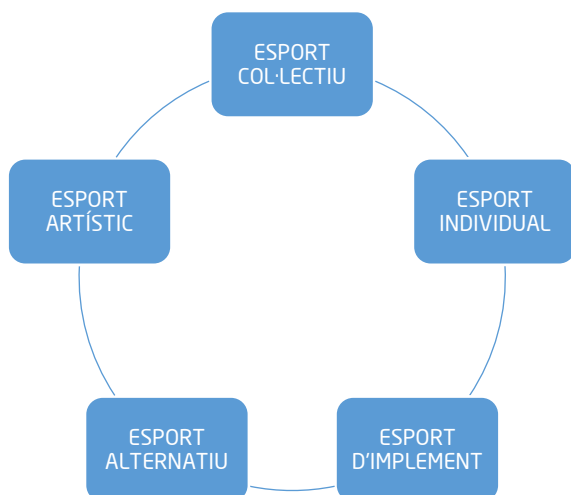 ESPORT
COL·LECTIU
ESPORT
INDIVIDUAL
ESPORT
D'IMPLEMENT
ESPORT
ALTERNATIU
ESPORT
ARTÍSTIC